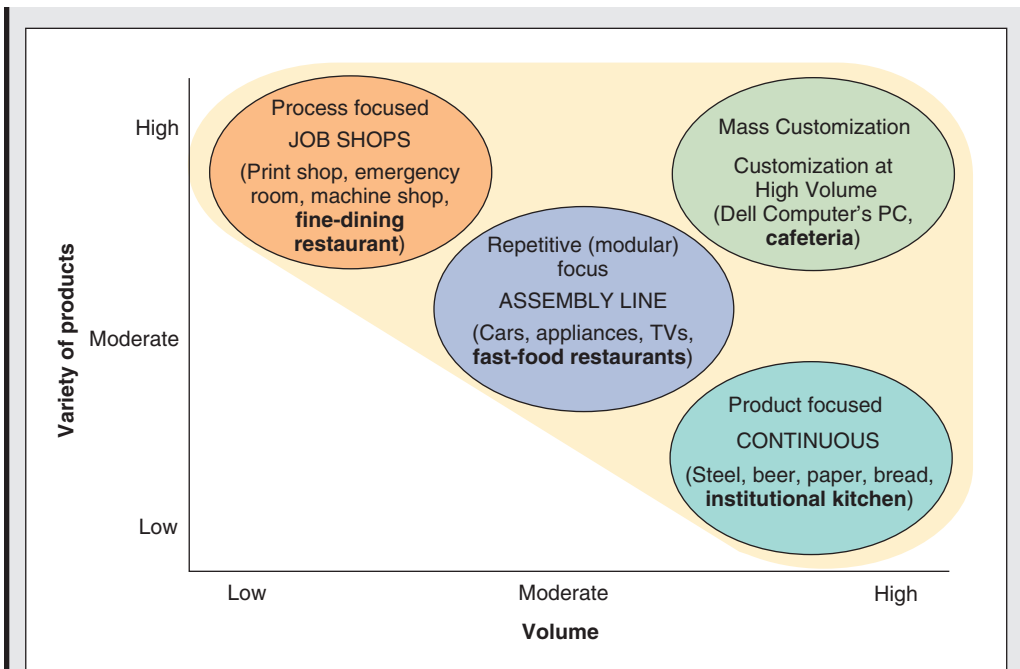 High
Moderate
Low
Variety of products
Process focused
JOB SHOPS
(Print shop, emergency
room, machine shop,
fine-dining
restaurant)
Mass Customization
Customization at
High Volume
(Dell Computer's PC,
cafeteria)
Repetitive (modular)
focus
ASSEMBLY LINE
(Cars, appliances, TVs,
fast-food restaurants)
Product focused
CONTINUOUS
(Steel, beer, paper, bread,
institutional kitchen)
Low
Moderate
High
Volume